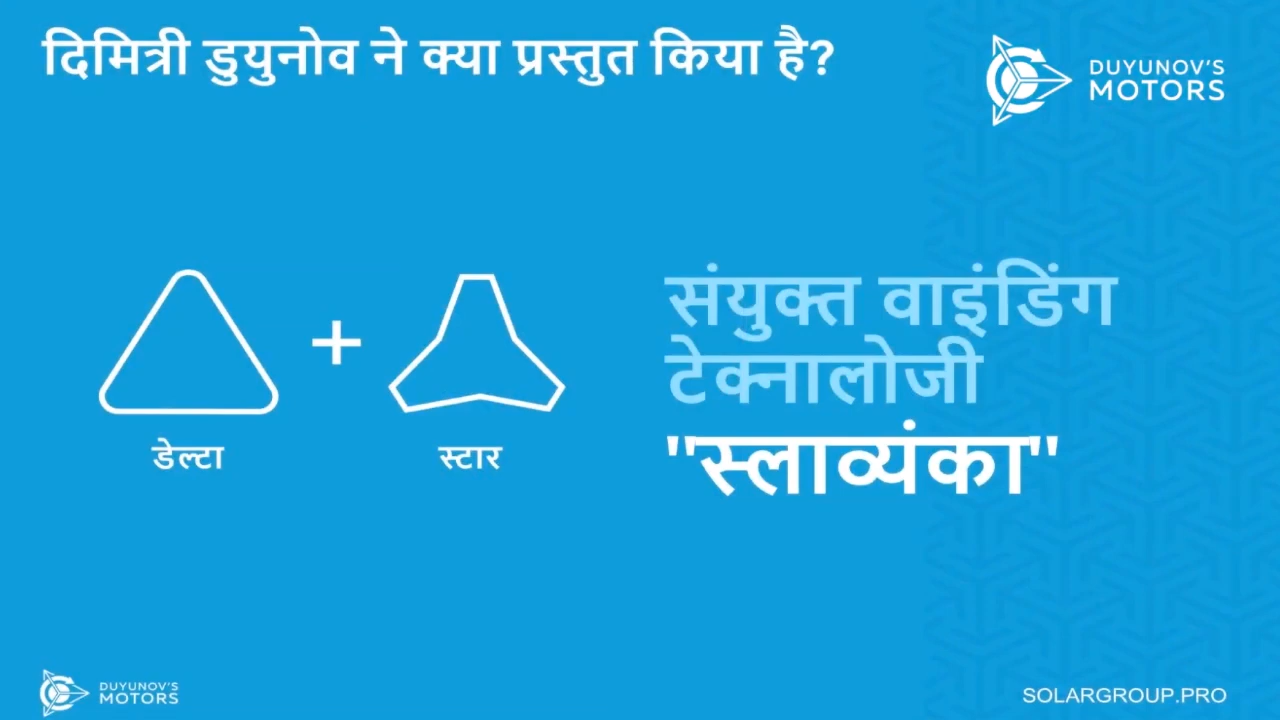 दिमित्री डुयुनोव ने क्या प्रस्तुत किया है?
DUYUNOV'S
MOTORS
+
डेल्टा
स्टार
संयुक्त वाइंडिंग
टेक्नालोजी
"स्लाव्यंका"
DUYUNOV'S
MOTORS
SOLARGROUP.PRO